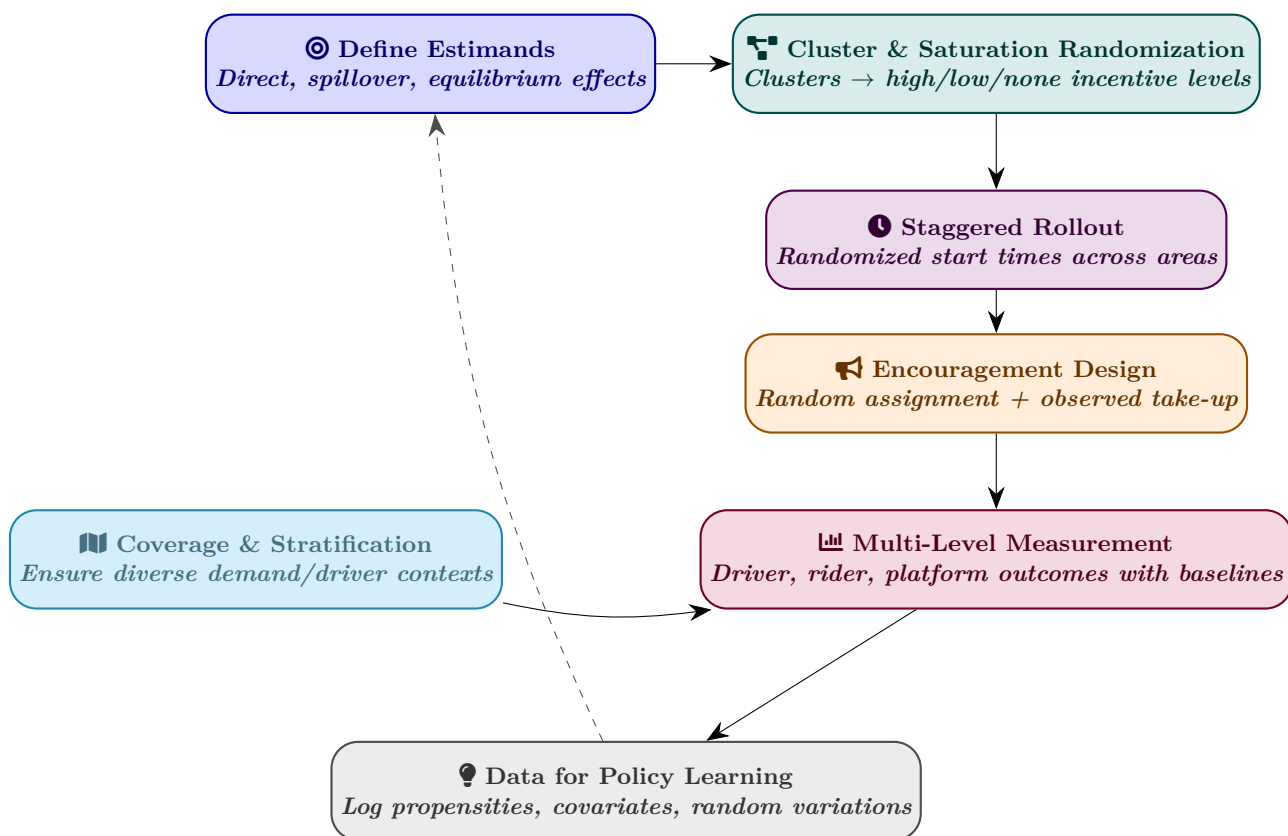 Define Estimands
Direct, spillover, equilibrium effects
Cluster & Saturation Randomization
Clusters → high/low/none incentive levels
Staggered Rollout
Randomized start times across areas
Encouragement Design
Random assignment + observed take-up
Coverage & Stratification
Ensure diverse demand/driver contexts
Multi-Level Measurement
Driver, rider, platform outcomes with baselines
Data for Policy Learning
Log propensities, covariates, random variations